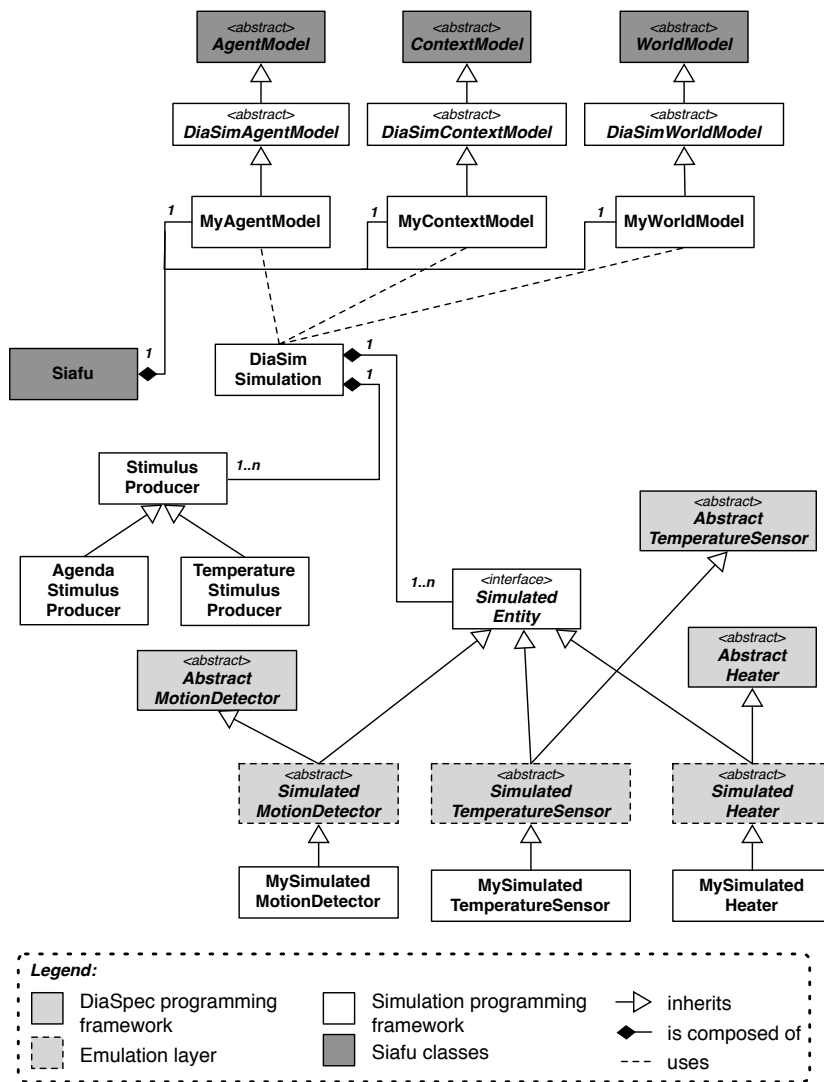 <abstract>
AgentModel
<abstract>
ContextModel
<abstract>
WorldModel
<abstract>
DiaSimAgentModel
<abstract>
DiaSimContextModel
<abstract>
DiaSimWorldModel
1
MyAgentModel
1
MyContextModel
1
MyWorldModel
1
Siafu
DiaSim
Simulation
1
1
Stimulus
Producer
1..n
<abstract>
Abstract
TemperatureSensor
Agenda
Stimulus
Producer
Temperature
Stimulus
Producer
1..n
<interface>
Simulated
Entity
<abstract>
Abstract
MotionDetector
<abstract>
Abstract
Heater
<abstract>
Simulated
MotionDetector
<abstract>
Simulated
TemperatureSensor
<abstract>
Simulated
Heater
MySimulated
MotionDetector
MySimulated
TemperatureSensor
MySimulated
Heater
Legend:
DiaSpec programming
framework
Emulation layer
Simulation programming
framework
Siafu classes
inherits
is composed of
uses